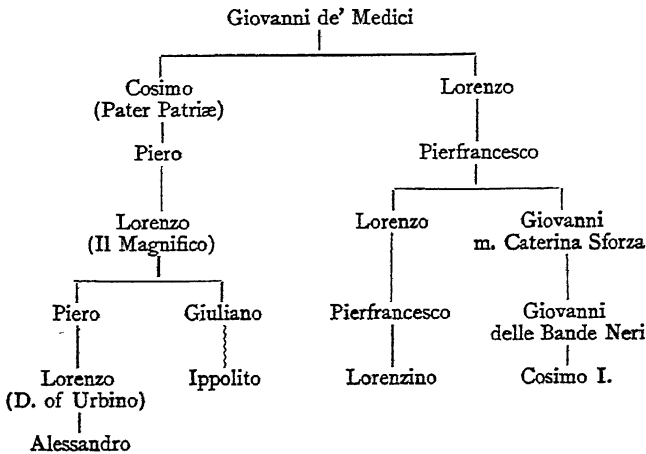 Giovanni de' Medici
Cosimo
(Pater Patriæ)
Lorenzo
Piero
Pierfrancesco
Lorenzo
(Il Magnifico)
Lorenzo
Giovanni
m. Caterina Sforza
Piero
Giuliano
Pierfrancesco
Giovanni
delle Bande Neri
Lorenzo
(D. of Urbino)
Ippolito
Lorenzino
Cosimo I.
Alessandro